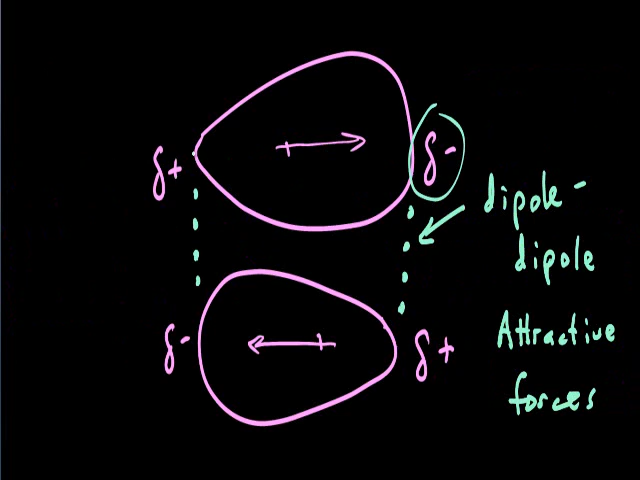 δ+
δ-
dipole-
dipole
Attractive
forces
δ-
δ+